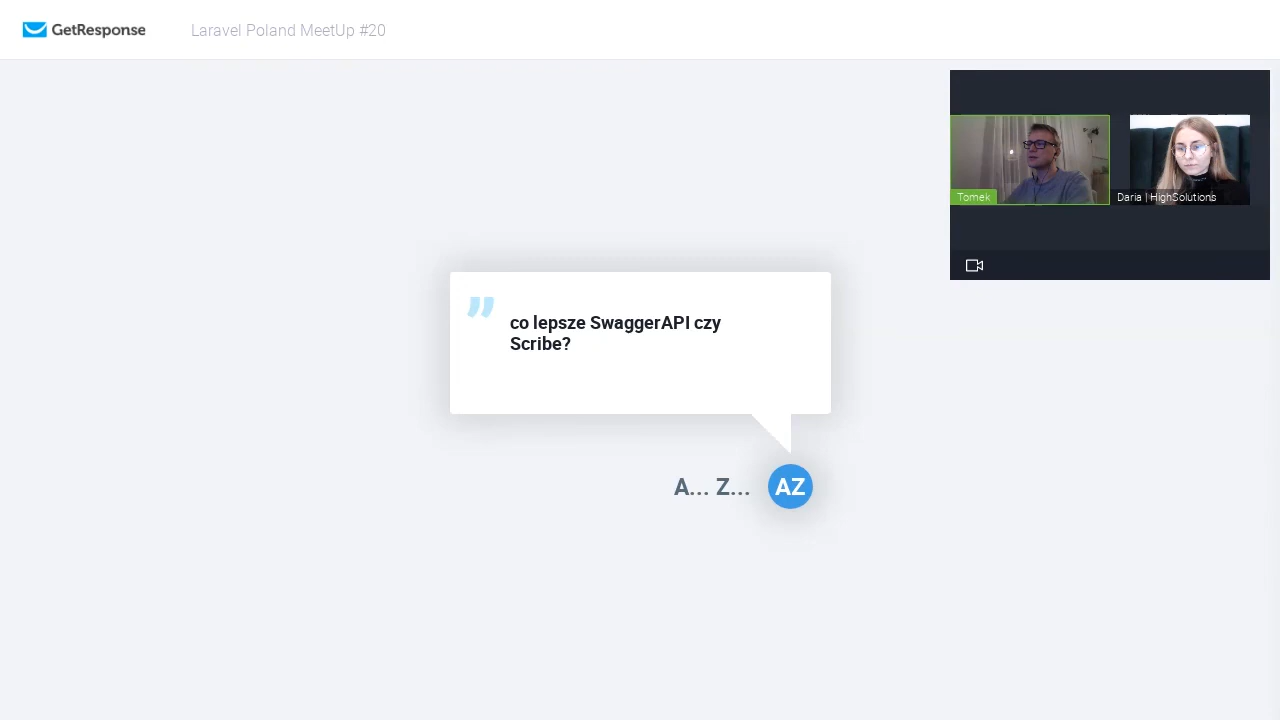 GetResponse
Laravel Poland MeetUp #20
Tomek
Daria | HighSolutions
”
co lepsze SwaggerAPI czy
Scribe?
A... Z...
AZ